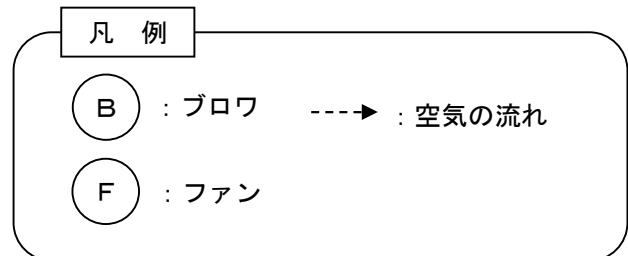 凡 例
B : ブロワ ----▶ : 空気の流れ
F : ファン